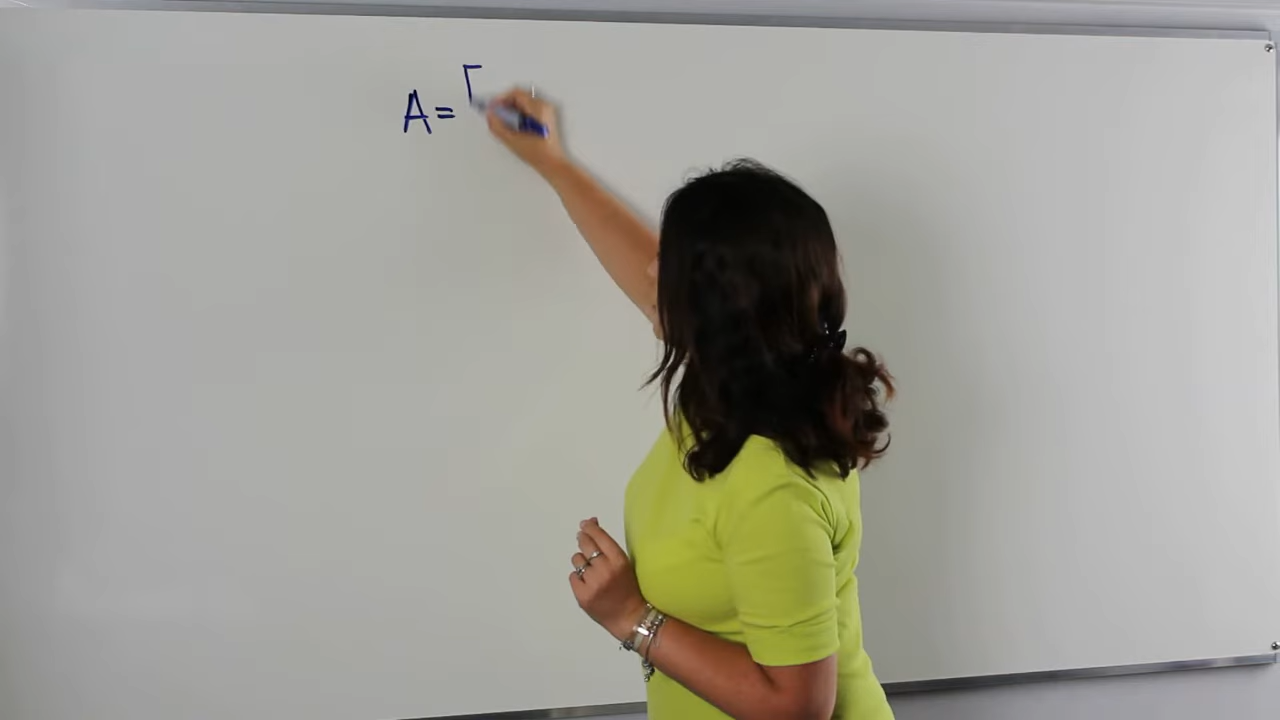 A = [